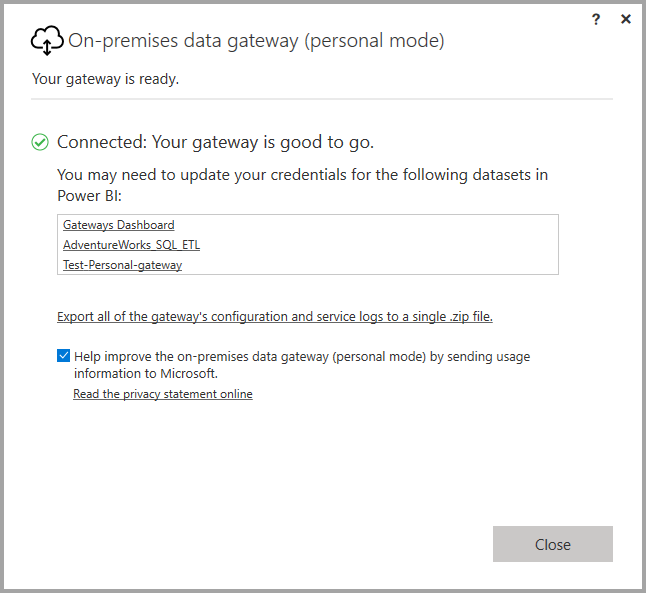 ? ×
On-premises data gateway (personal mode)
Your gateway is ready.
Connected: Your gateway is good to go.
You may need to update your credentials for the following datasets in
Power BI:
Gateways Dashboard
AdventureWorks_SQL_ETL
Test-Personal-gateway
Export all of the gateway's configuration and service logs to a single .zip file.
Help improve the on-premises data gateway (personal mode) by sending usage
information to Microsoft.
Read the privacy statement online
Close